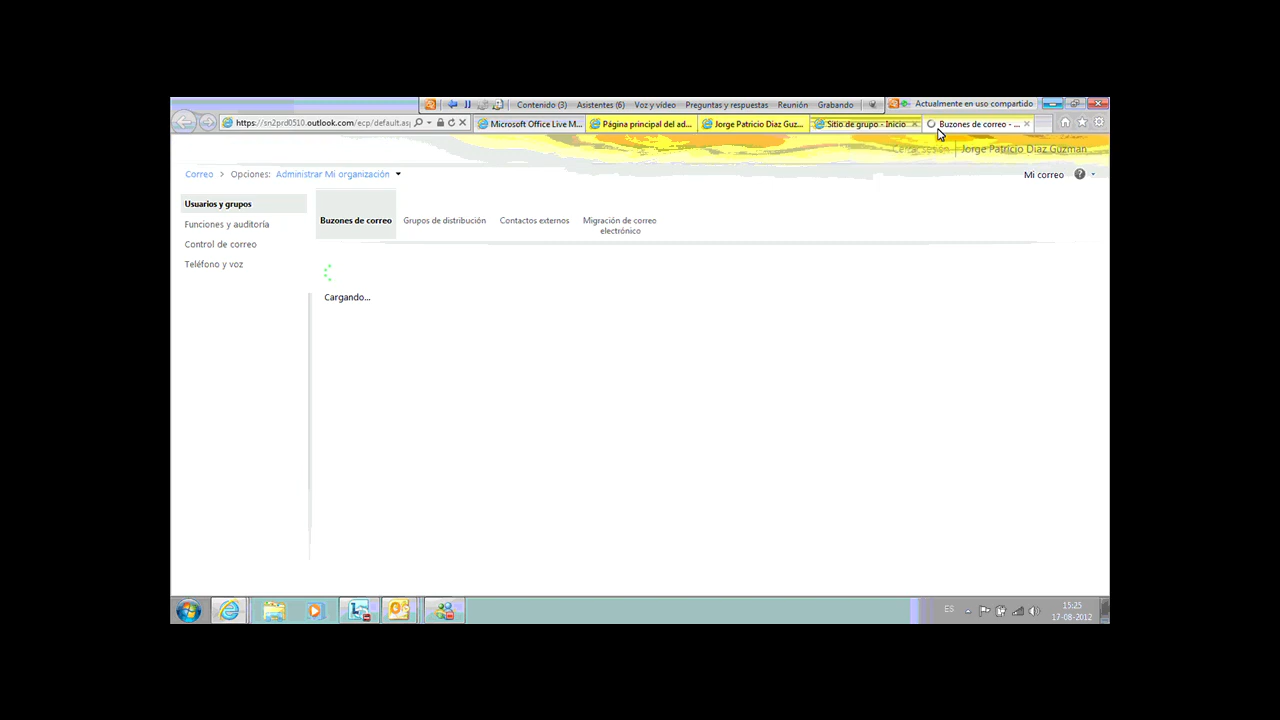 Contenido (3) Asistentes (6) Voz y vídeo Preguntas y respuestas Reunión Grabando Actualmente en uso compartido
https://sn2prd0510.outlook.com/ecp/default.as Microsoft Office Live M... Página principal del ad... Jorge Patricio Diaz Guz... Sitio de grupo - Inicio Buzones de correo - ...
Cerrar sesión Jorge Patricio Diaz Guzman
Correo > Opciones: Administrar Mi organización Mi correo ?
Usuarios y grupos
Funciones y auditoría
Control de correo
Teléfono y voz
Buzones de correo Grupos de distribución Contactos externos Migración de correo
electrónico
Cargando...
ES 15:25
17-08-2012